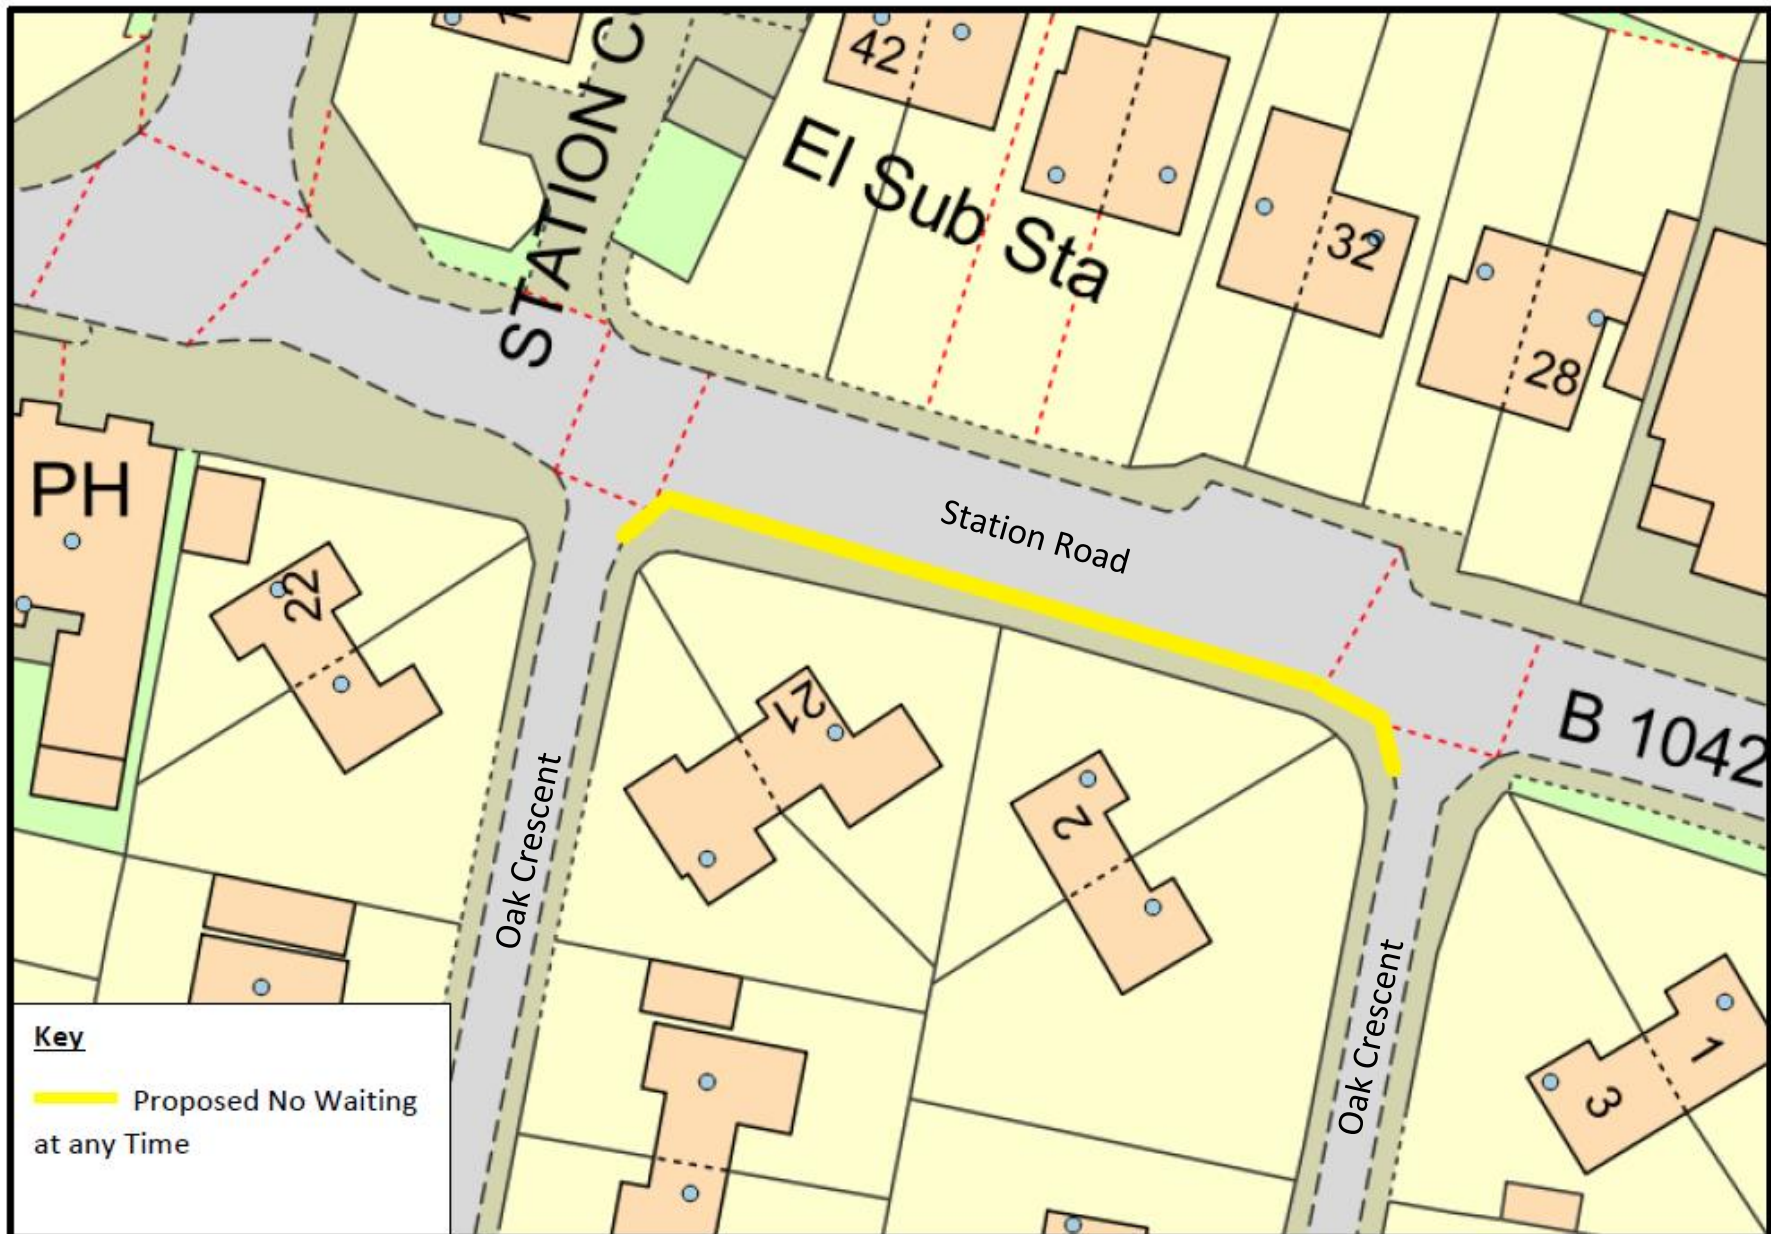 STATION C
42
El Sub Sta
32
28
PH
Station Road
22
B 1042
21
2
Oak Crescent
Oak Crescent
1
3
Key
Proposed No Waiting
at any Time